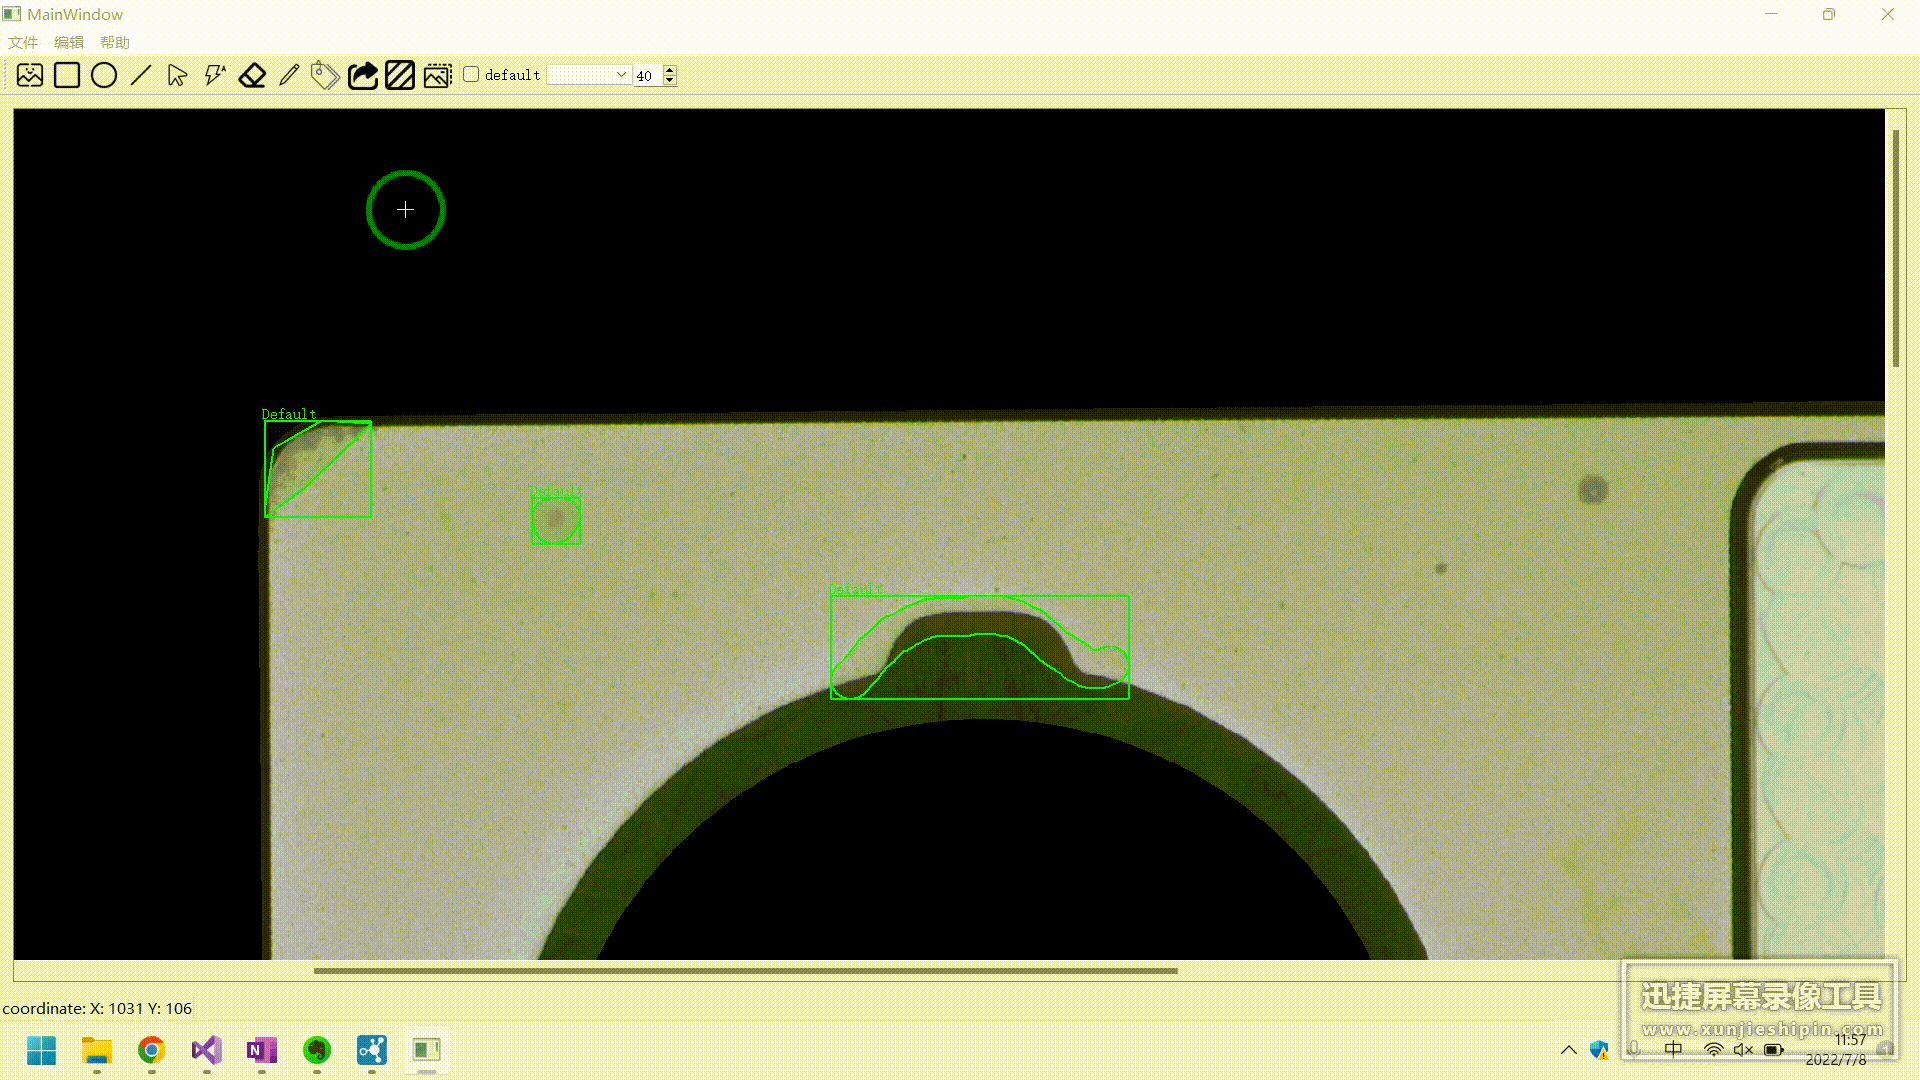 MainWindow
文件 编辑 帮助
default 40
Default
Default
Default
coordinate: X: 1031 Y: 106
迅捷屏幕录像工具
www.xunjieshipin.com
中
11:57
2022/7/8
1